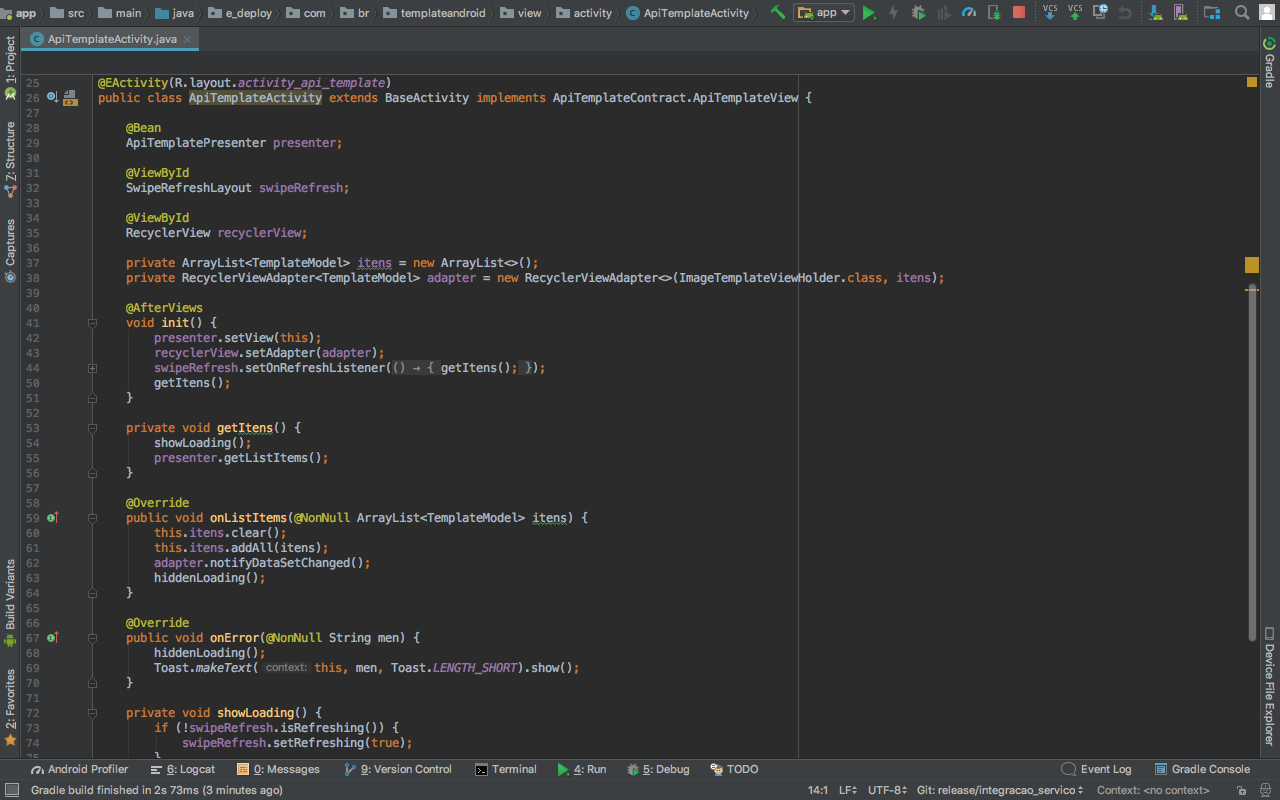 app src main java e_deploy com br templateandroid view activity ApiTemplateActivity app VCS VCS
ApiTemplateActivity.java
1: Project
7: Structure
Captures
Build Variants
2: Favorites
25 @EActivity(R.layout.activity_api_template)
26 public class ApiTemplateActivity extends BaseActivity implements ApiTemplateContract.ApiTemplateView {
27
28 @Bean
29 ApiTemplatePresenter presenter;
30
31 @ViewById
32 SwipeRefreshLayout swipeRefresh;
33
34 @ViewById
35 RecyclerView recyclerView;
36
37 private ArrayList<TemplateModel> itens = new ArrayList<>();
38 private RecyclerViewAdapter<TemplateModel> adapter = new RecyclerViewAdapter<>(ImageTemplateViewHolder.class, itens);
39
40 @AfterViews
41 void init() {
42 presenter.setView(this);
43 recyclerView.setAdapter(adapter);
44 swipeRefresh.setOnRefreshListener(() → { getItens(); });
50 getItens();
51 }
52
53 private void getItens() {
54 showLoading();
55 presenter.getListItems();
56 }
57
58 @Override
59 public void onListItems(@NonNull ArrayList<TemplateModel> itens) {
60 this.itens.clear();
61 this.itens.addAll(itens);
62 adapter.notifyDataSetChanged();
63 hiddenLoading();
64 }
65
66 @Override
67 public void onError(@NonNull String men) {
68 hiddenLoading();
69 Toast.makeText( context: this, men, Toast.LENGTH_SHORT).show();
70 }
71
72 private void showLoading() {
73 if (!swipeRefresh.isRefreshing()) {
74 swipeRefresh.setRefreshing(true);
75 }
Gradle
Device File Explorer
Android Profiler 6: Logcat 0: Messages 9: Version Control Terminal 4: Run 5: Debug TODO Event Log Gradle Console
Gradle build finished in 2s 73ms (3 minutes ago) 14:1 LF UTF-8 Git: release/integracao_servico Context: <no context>